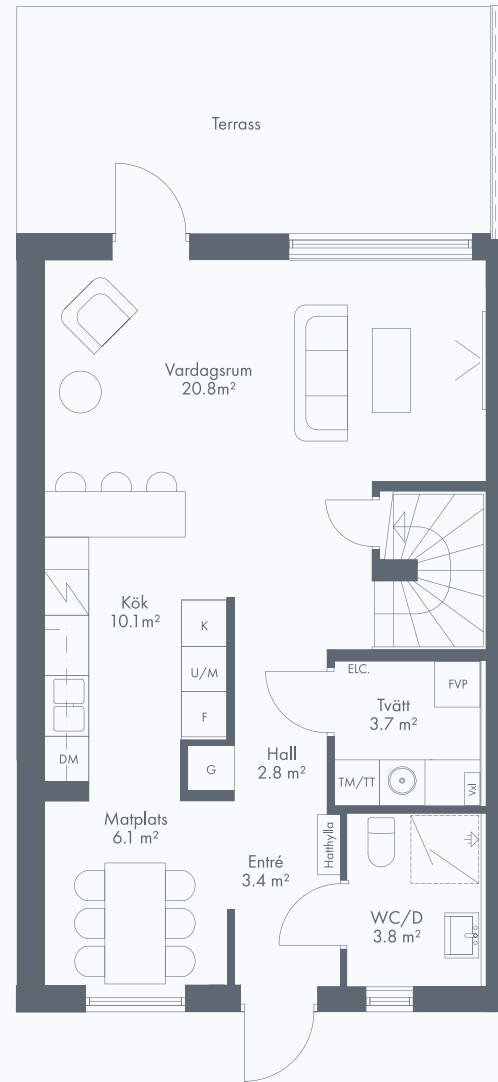 Terrass
Vardagsrum
20.8m²
Kök
10.1m²
K
U/M
F
G
DM
ELC.
FVP
Tvätt
3.7 m²
TM/TT
Vxl
Hall
2.8 m²
Matplats
6.1 m²
Hatthylla
Entré
3.4 m²
WC/D
3.8 m²